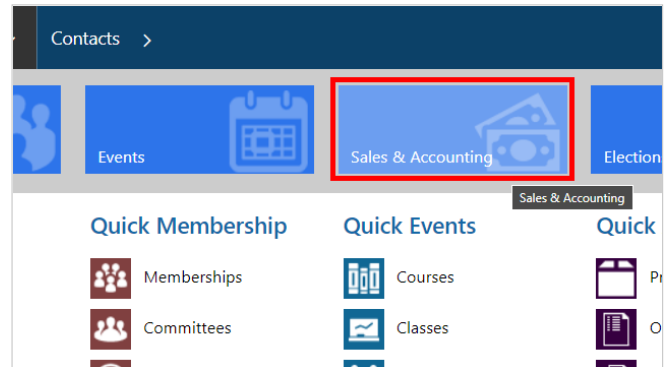 Contacts >
Events
Sales & Accounting
Election
Sales & Accounting
Quick Membership
Quick Events
Quick
Memberships
Courses
Committees
Classes